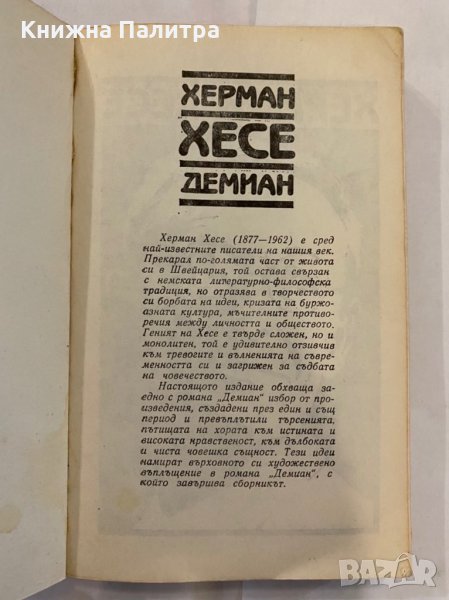 Книжна Палитра
ХЕРМАН
ХЕСЕ
ДЕМИАН
Херман Хесе (1877—1962) е сред
най-известните писатели на нашия век.
Прекарал по-голямата част от живота
си в Швейцария, той остава свързан
с немската литературно-философска
традиция, но отразява в творчеството
си борбата на идеи, кризата на бур-
жоазната култура, мъчителните противо-
речия между личността и обществото.
Геният на Хесе е твърде сложен, но и
монолитен, той е удивително отзивчив
към тревогите и вълненията на съвре-
менността си и загрижен за съдбата
на човечеството.
Настоящото издание обхваща за-
едно с романа „Демиан" избор от про-
изведения, създадени през един и същ
период и превъплътили търсенията,
пътищата на хората към истината и
високата нравственост, към дълбоката
и чиста човешка същност. Тези идеи
намират върховното си художествено
въплъщение в романа „Демиан", с
който завършва сборникът.
BAZAR